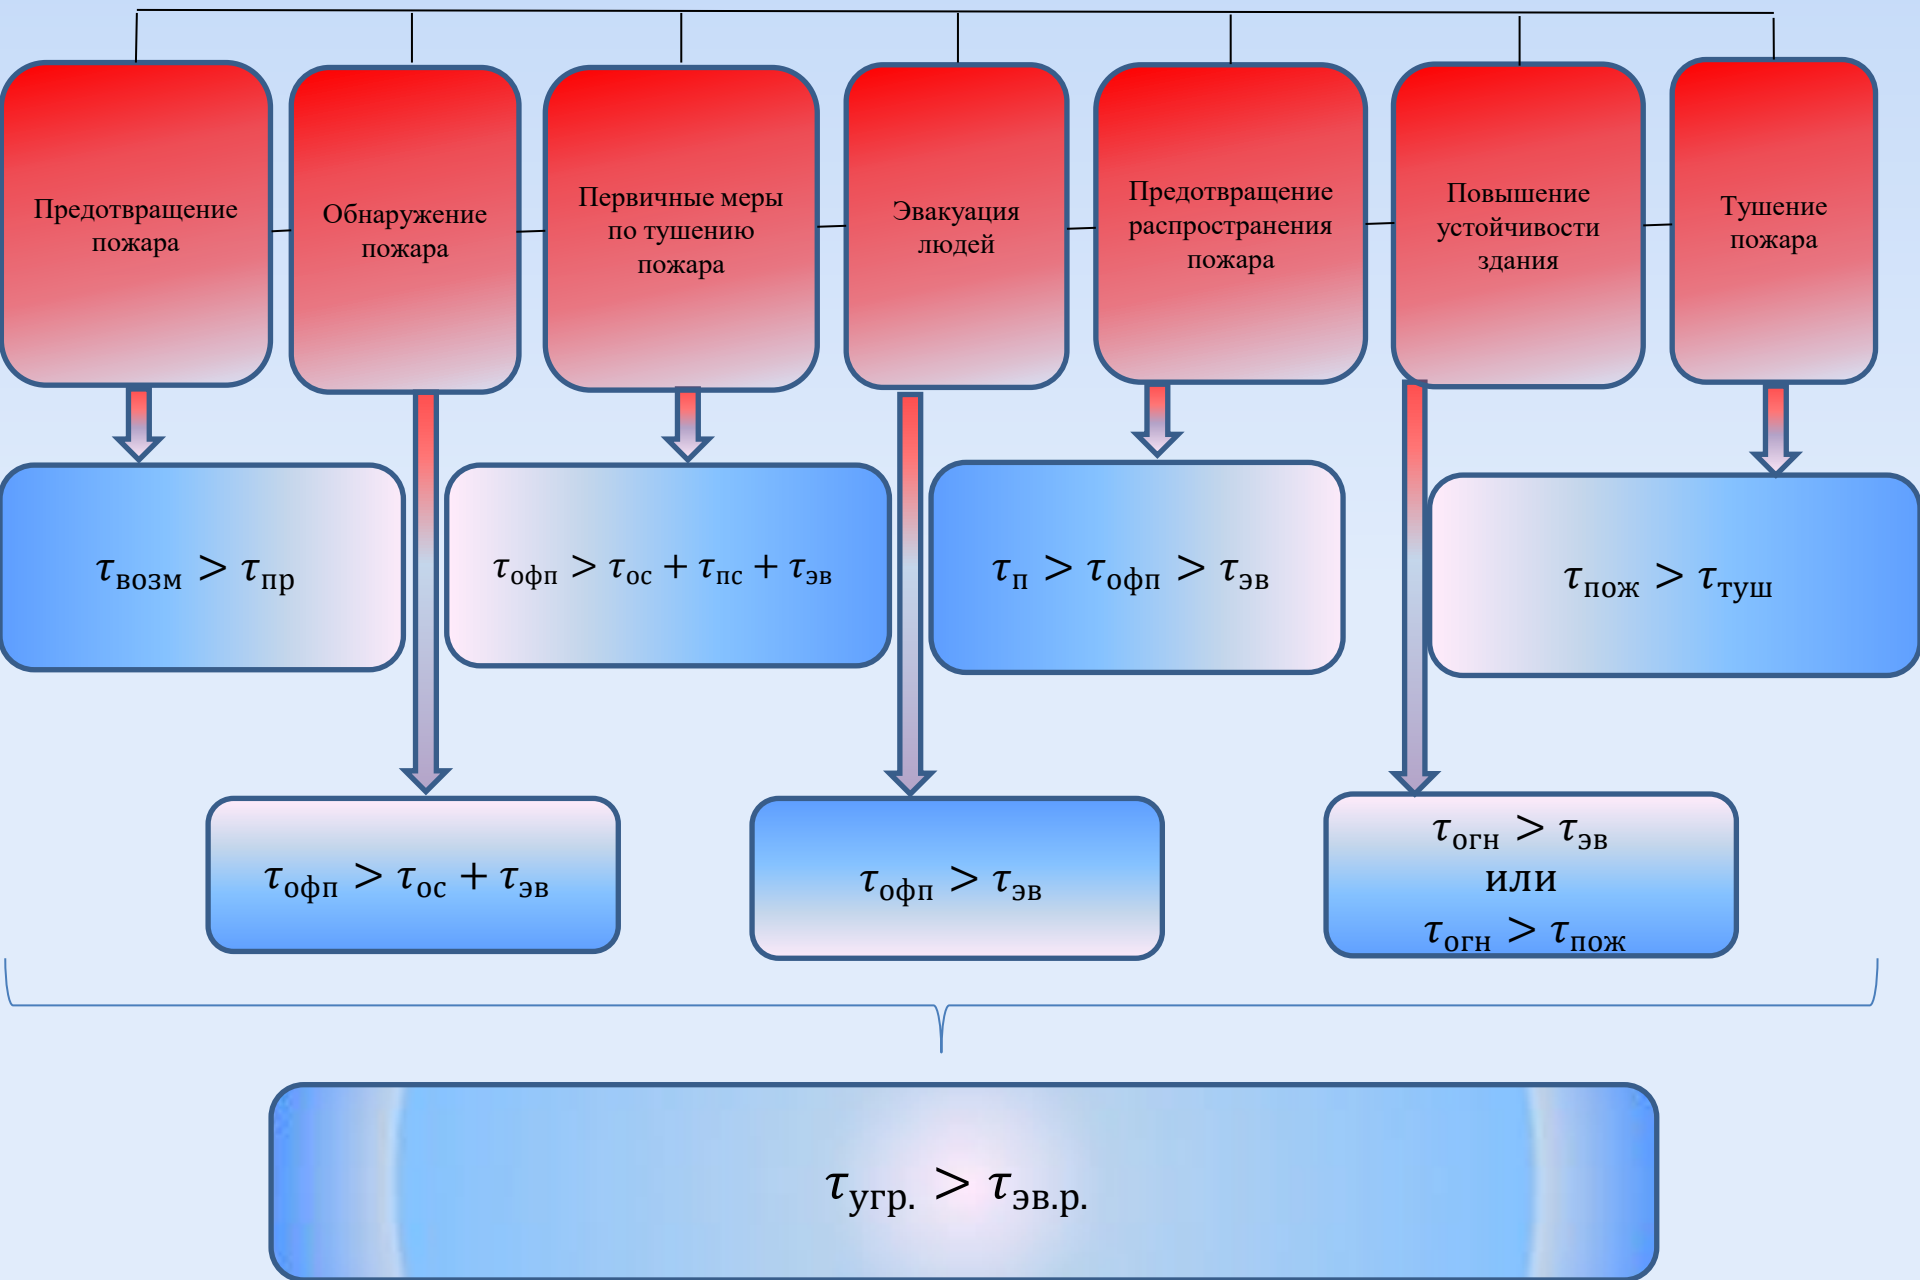 Предотвращение
пожара
Обнаружение
пожара
Первичные меры
по тушению
пожара
Эвакуация
людей
Предотвращение
распространения
пожара
Повышение
устойчивости
здания
Тушение
пожара
τвозм > τпр
τофп > τос + τпс + τэв
τп > τофп > τэв
τпож > τтуш
τофп > τос + τэв
τофп > τэв
τогн > τэв
или
τогн > τпож
τугр. > τэв.р.